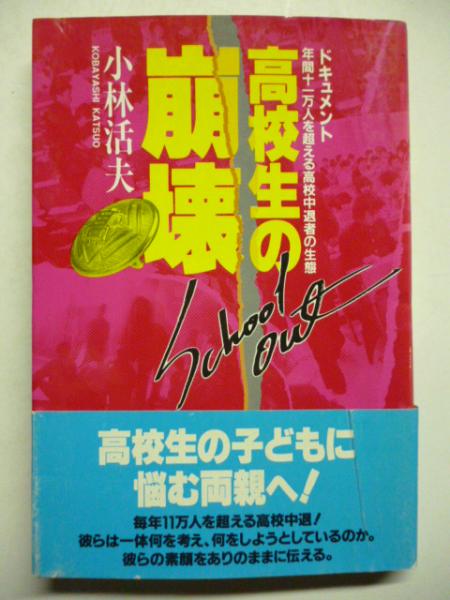 ドキュメント
年間十一万人を超える高校中退者の生態
高校生の
崩壊
小林活夫
KOBAYASHI KATSUO
School
Out
高校生の子どもに
悩む両親へ!
毎年11万人を超える高校中退!
彼らは一体何を考え、何をしようとしているのか。
彼らの素顔をありのままに伝える。